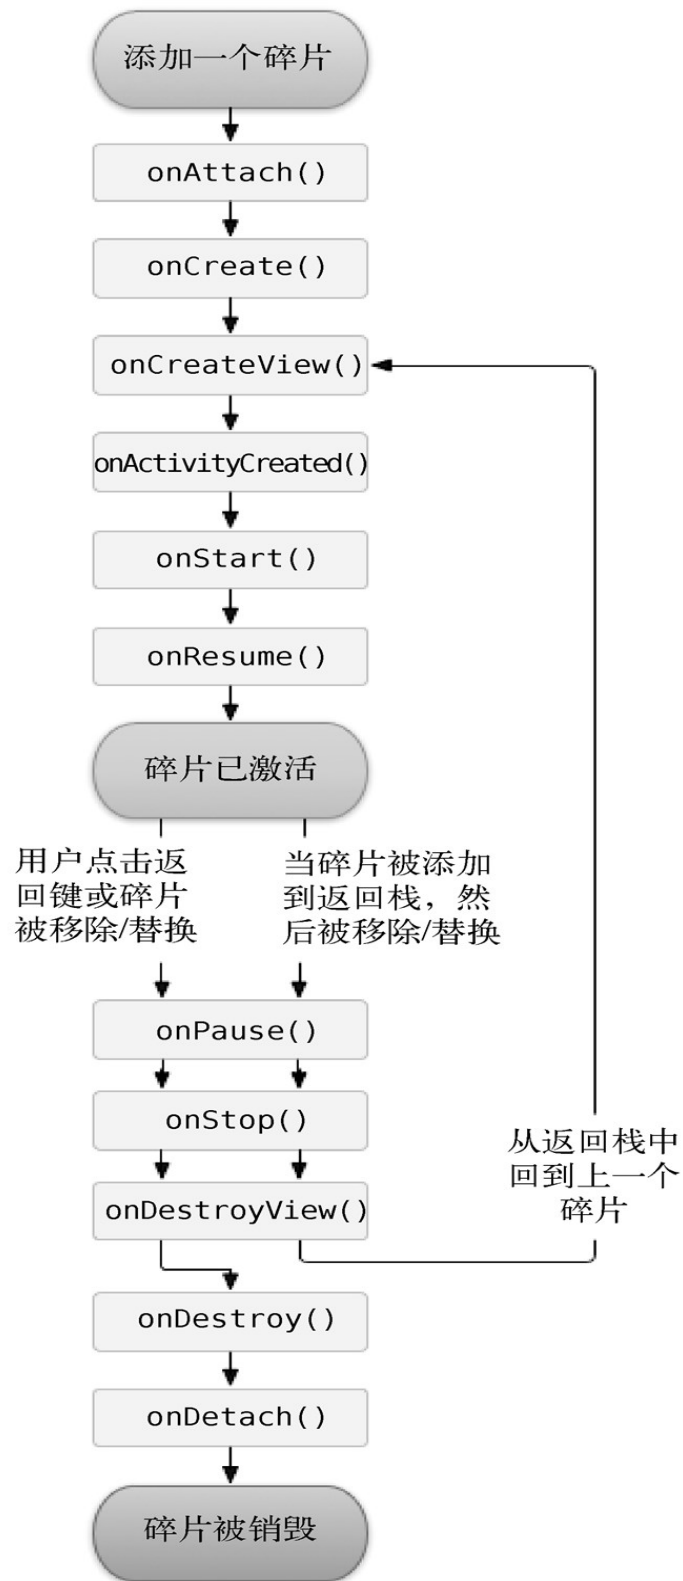 添加一个碎片
onAttach()
onCreate()
onCreateView()
onActivityCreated()
onStart()
onResume()
碎片已激活
用户点击返
回键或碎片
被移除/替换
当碎片被添加
到返回栈，然
后被移除/替换
onPause()
onStop()
onDestroyView()
从返回栈中
回到上一个
碎片
onDestroy()
onDetach()
碎片被销毁